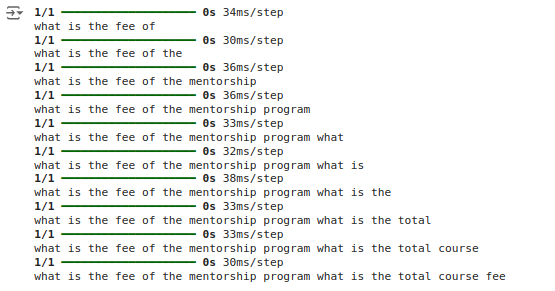 1/1 ━━━━━━━━━━━━━━━━━━━━ 0s 34ms/step
what is the fee of
1/1 ━━━━━━━━━━━━━━━━━━━━ 0s 30ms/step
what is the fee of the
1/1 ━━━━━━━━━━━━━━━━━━━━ 0s 36ms/step
what is the fee of the mentorship
1/1 ━━━━━━━━━━━━━━━━━━━━ 0s 36ms/step
what is the fee of the mentorship program
1/1 ━━━━━━━━━━━━━━━━━━━━ 0s 33ms/step
what is the fee of the mentorship program what
1/1 ━━━━━━━━━━━━━━━━━━━━ 0s 32ms/step
what is the fee of the mentorship program what is
1/1 ━━━━━━━━━━━━━━━━━━━━ 0s 38ms/step
what is the fee of the mentorship program what is the
1/1 ━━━━━━━━━━━━━━━━━━━━ 0s 33ms/step
what is the fee of the mentorship program what is the total
1/1 ━━━━━━━━━━━━━━━━━━━━ 0s 33ms/step
what is the fee of the mentorship program what is the total course
1/1 ━━━━━━━━━━━━━━━━━━━━ 0s 30ms/step
what is the fee of the mentorship program what is the total course fee